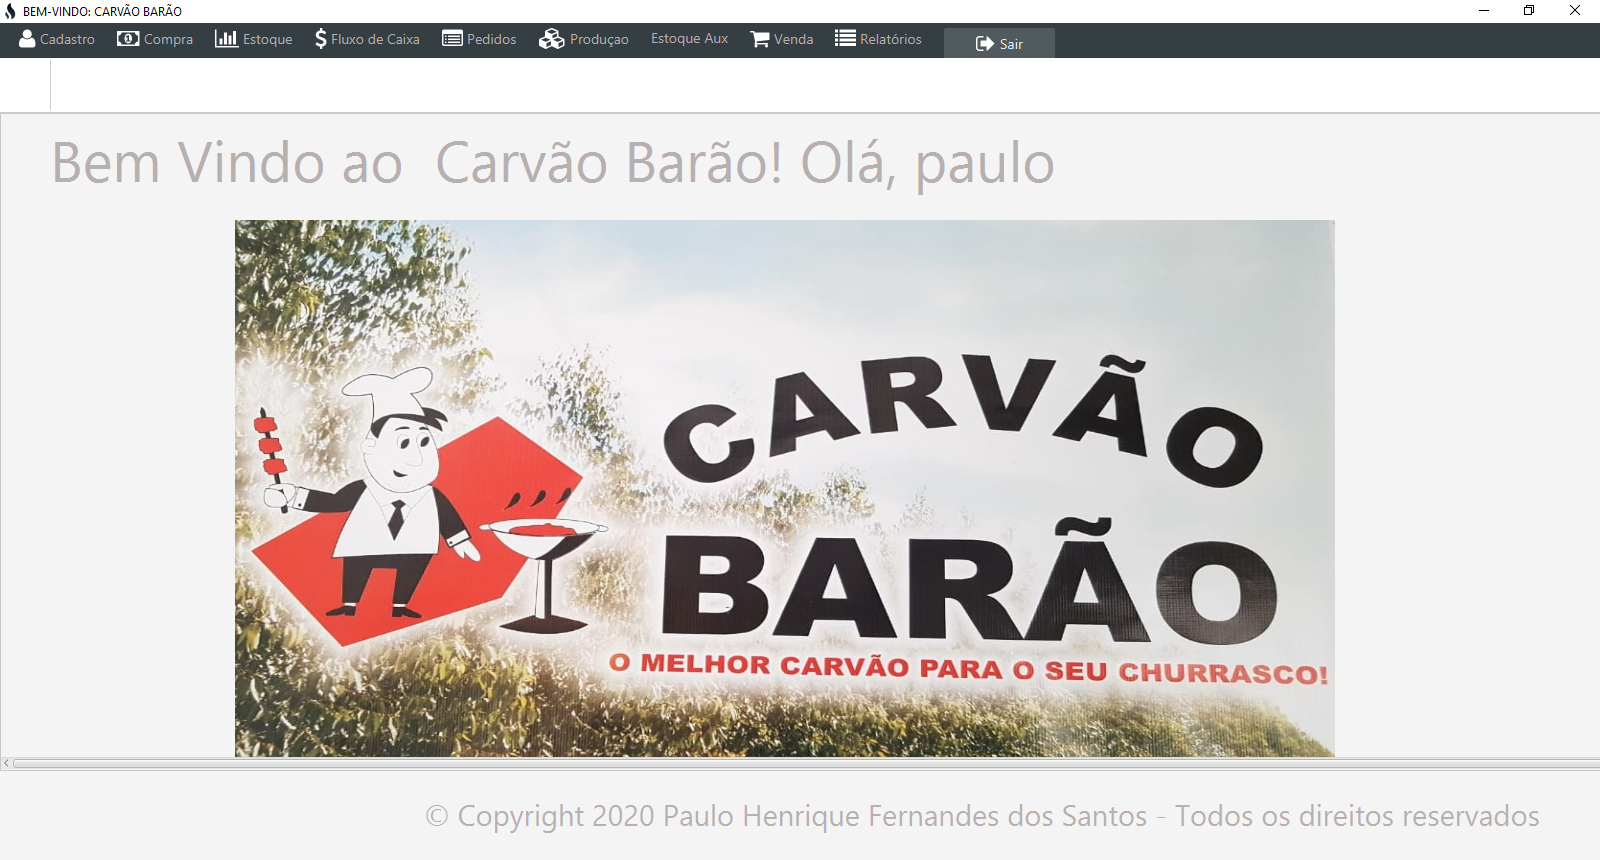 BEM-VINDO: CARVÃO BARÃO
Cadastro Compra Estoque Fluxo de Caixa Pedidos Produçao Estoque Aux Venda Relatórios Sair
Bem Vindo ao  Carvão Barão! Olá, paulo
CARVÃO
BARÃO
O MELHOR CARVÃO PARA O SEU CHURRASCO!
© Copyright 2020 Paulo Henrique Fernandes dos Santos - Todos os direitos reservados